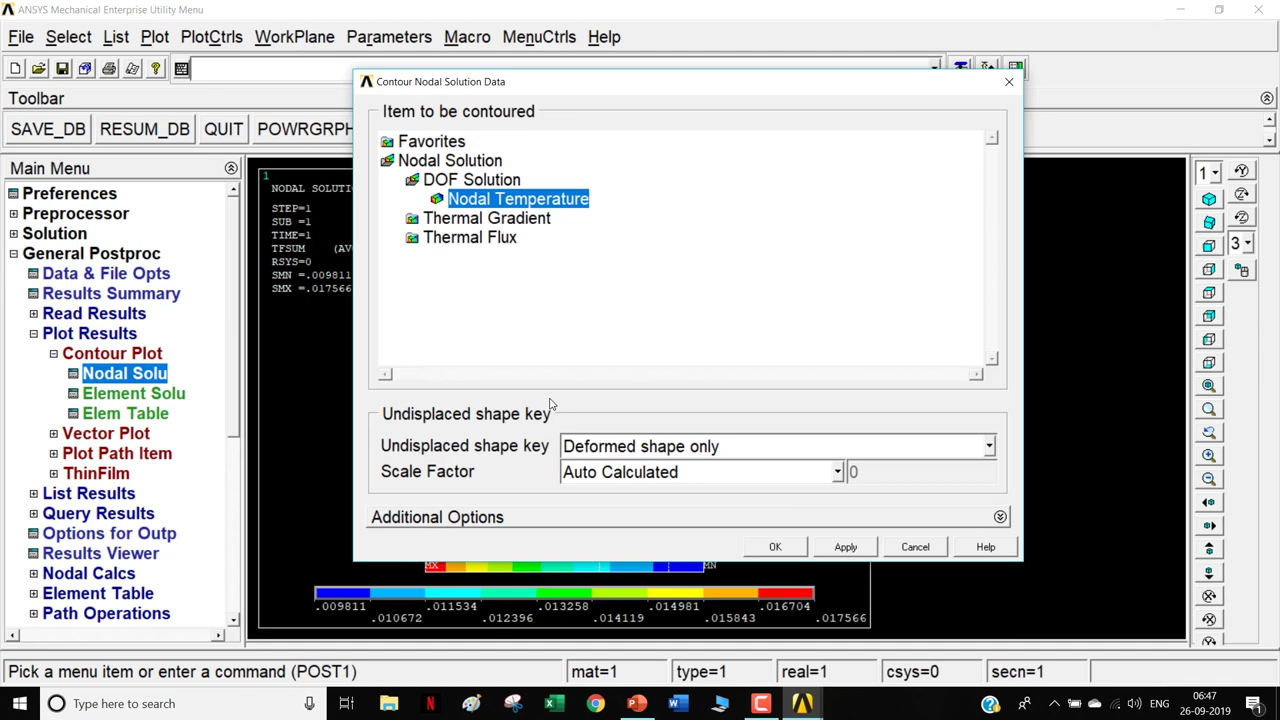 ANSYS Mechanical Enterprise Utility Menu
File Select List Plot PlotCtrls WorkPlane Parameters Macro MenuCtrls Help
Toolbar
SAVE_DB RESUM_DB QUIT POWRGRPH
Main Menu
Preferences
Preprocessor
Solution
General Postproc
Data & File Opts
Results Summary
Read Results
Plot Results
Contour Plot
Nodal Solu
Element Solu
Elem Table
Vector Plot
Plot Path Item
ThinFilm
List Results
Query Results
Options for Outp
Results Viewer
Nodal Calcs
Element Table
Path Operations
1
NODAL SOLUTI
STEP=1
SUB =1
TIME=1
TFSUM (AV
RSYS=0
SMN =.009811
SMX =.017566
Contour Nodal Solution Data
Item to be contoured
Favorites
Nodal Solution
DOF Solution
Nodal Temperature
Thermal Gradient
Thermal Flux
Undisplaced shape key
Undisplaced shape key Deformed shape only
Scale Factor Auto Calculated 0
Additional Options
OK Apply Cancel Help
MX MN
.009811 .011534 .013258 .014981 .016704
.010672 .012396 .014119 .015843 .017566
1
3
Pick a menu item or enter a command (POST1) mat=1 type=1 real=1 csys=0 secn=1
Type here to search
ENG
06:47
26-09-2019